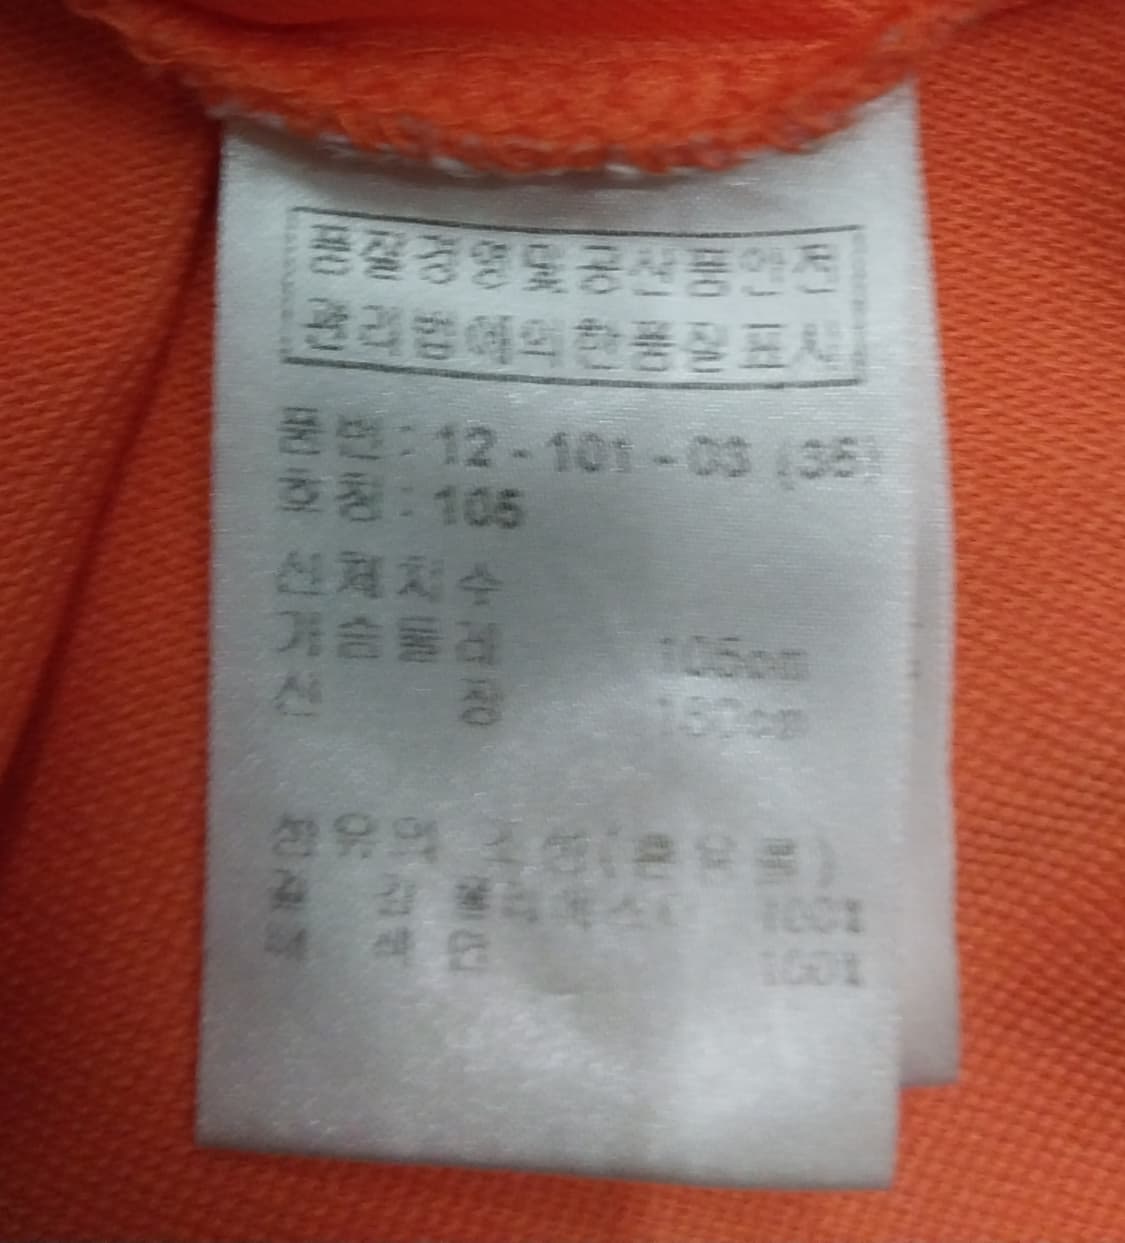 품질경영및공산품안전
관리법에의한품질표시
품번: 12-101-03 (36)
호칭: 105
신체치수
가슴둘레 105cm
신 장
섬유의 조성(혼용율)
겉 감 폴리에스터 100%
배 색 면 100%